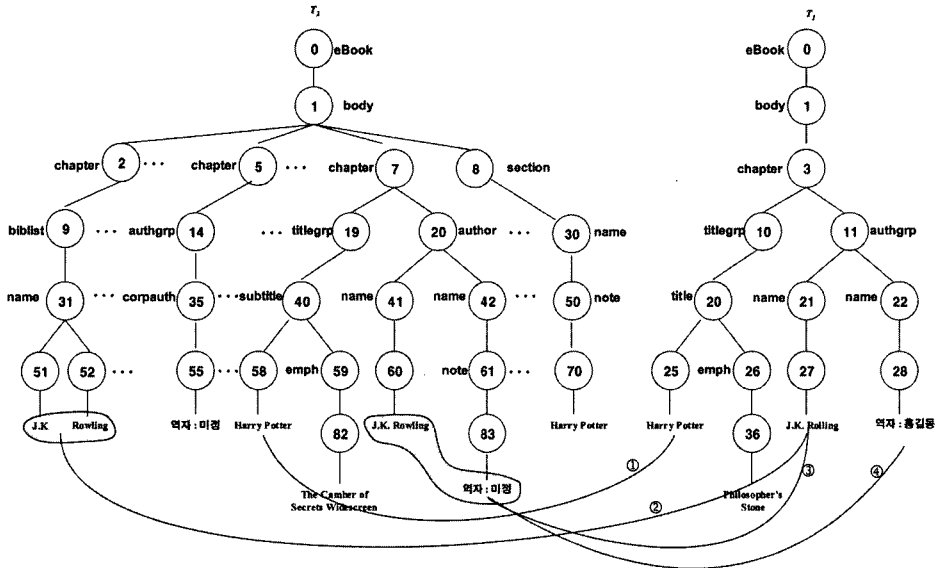 T₂
T₁
0 eBook
eBook 0
1 body
body 1
chapter 2 ... chapter 5 ... chapter 7 8 section
chapter 3
biblist 9 ... authgrp 14 ... titlegrp 19 20 author ... 30 name
titlegrp 10 11 authgrp
name 31 ... corpauth 35 ... subtitle 40 name 41 name 42 ... 50 note
title 20 name 21 name 22
51 52 ... 55 ... 58 emph 59 60 note 61 ... 70
25 emph 26 27 28
J.K Rowling 역자 : 미정 Harry Potter 82 J.K. Rowling 83 Harry Potter
Harry Potter 36 J.K. Rolling 역자 : 홍길동
The Camber of
Secrets Widescreen
역자 : 미정
Philosopher's
Stone
① ② ③ ④